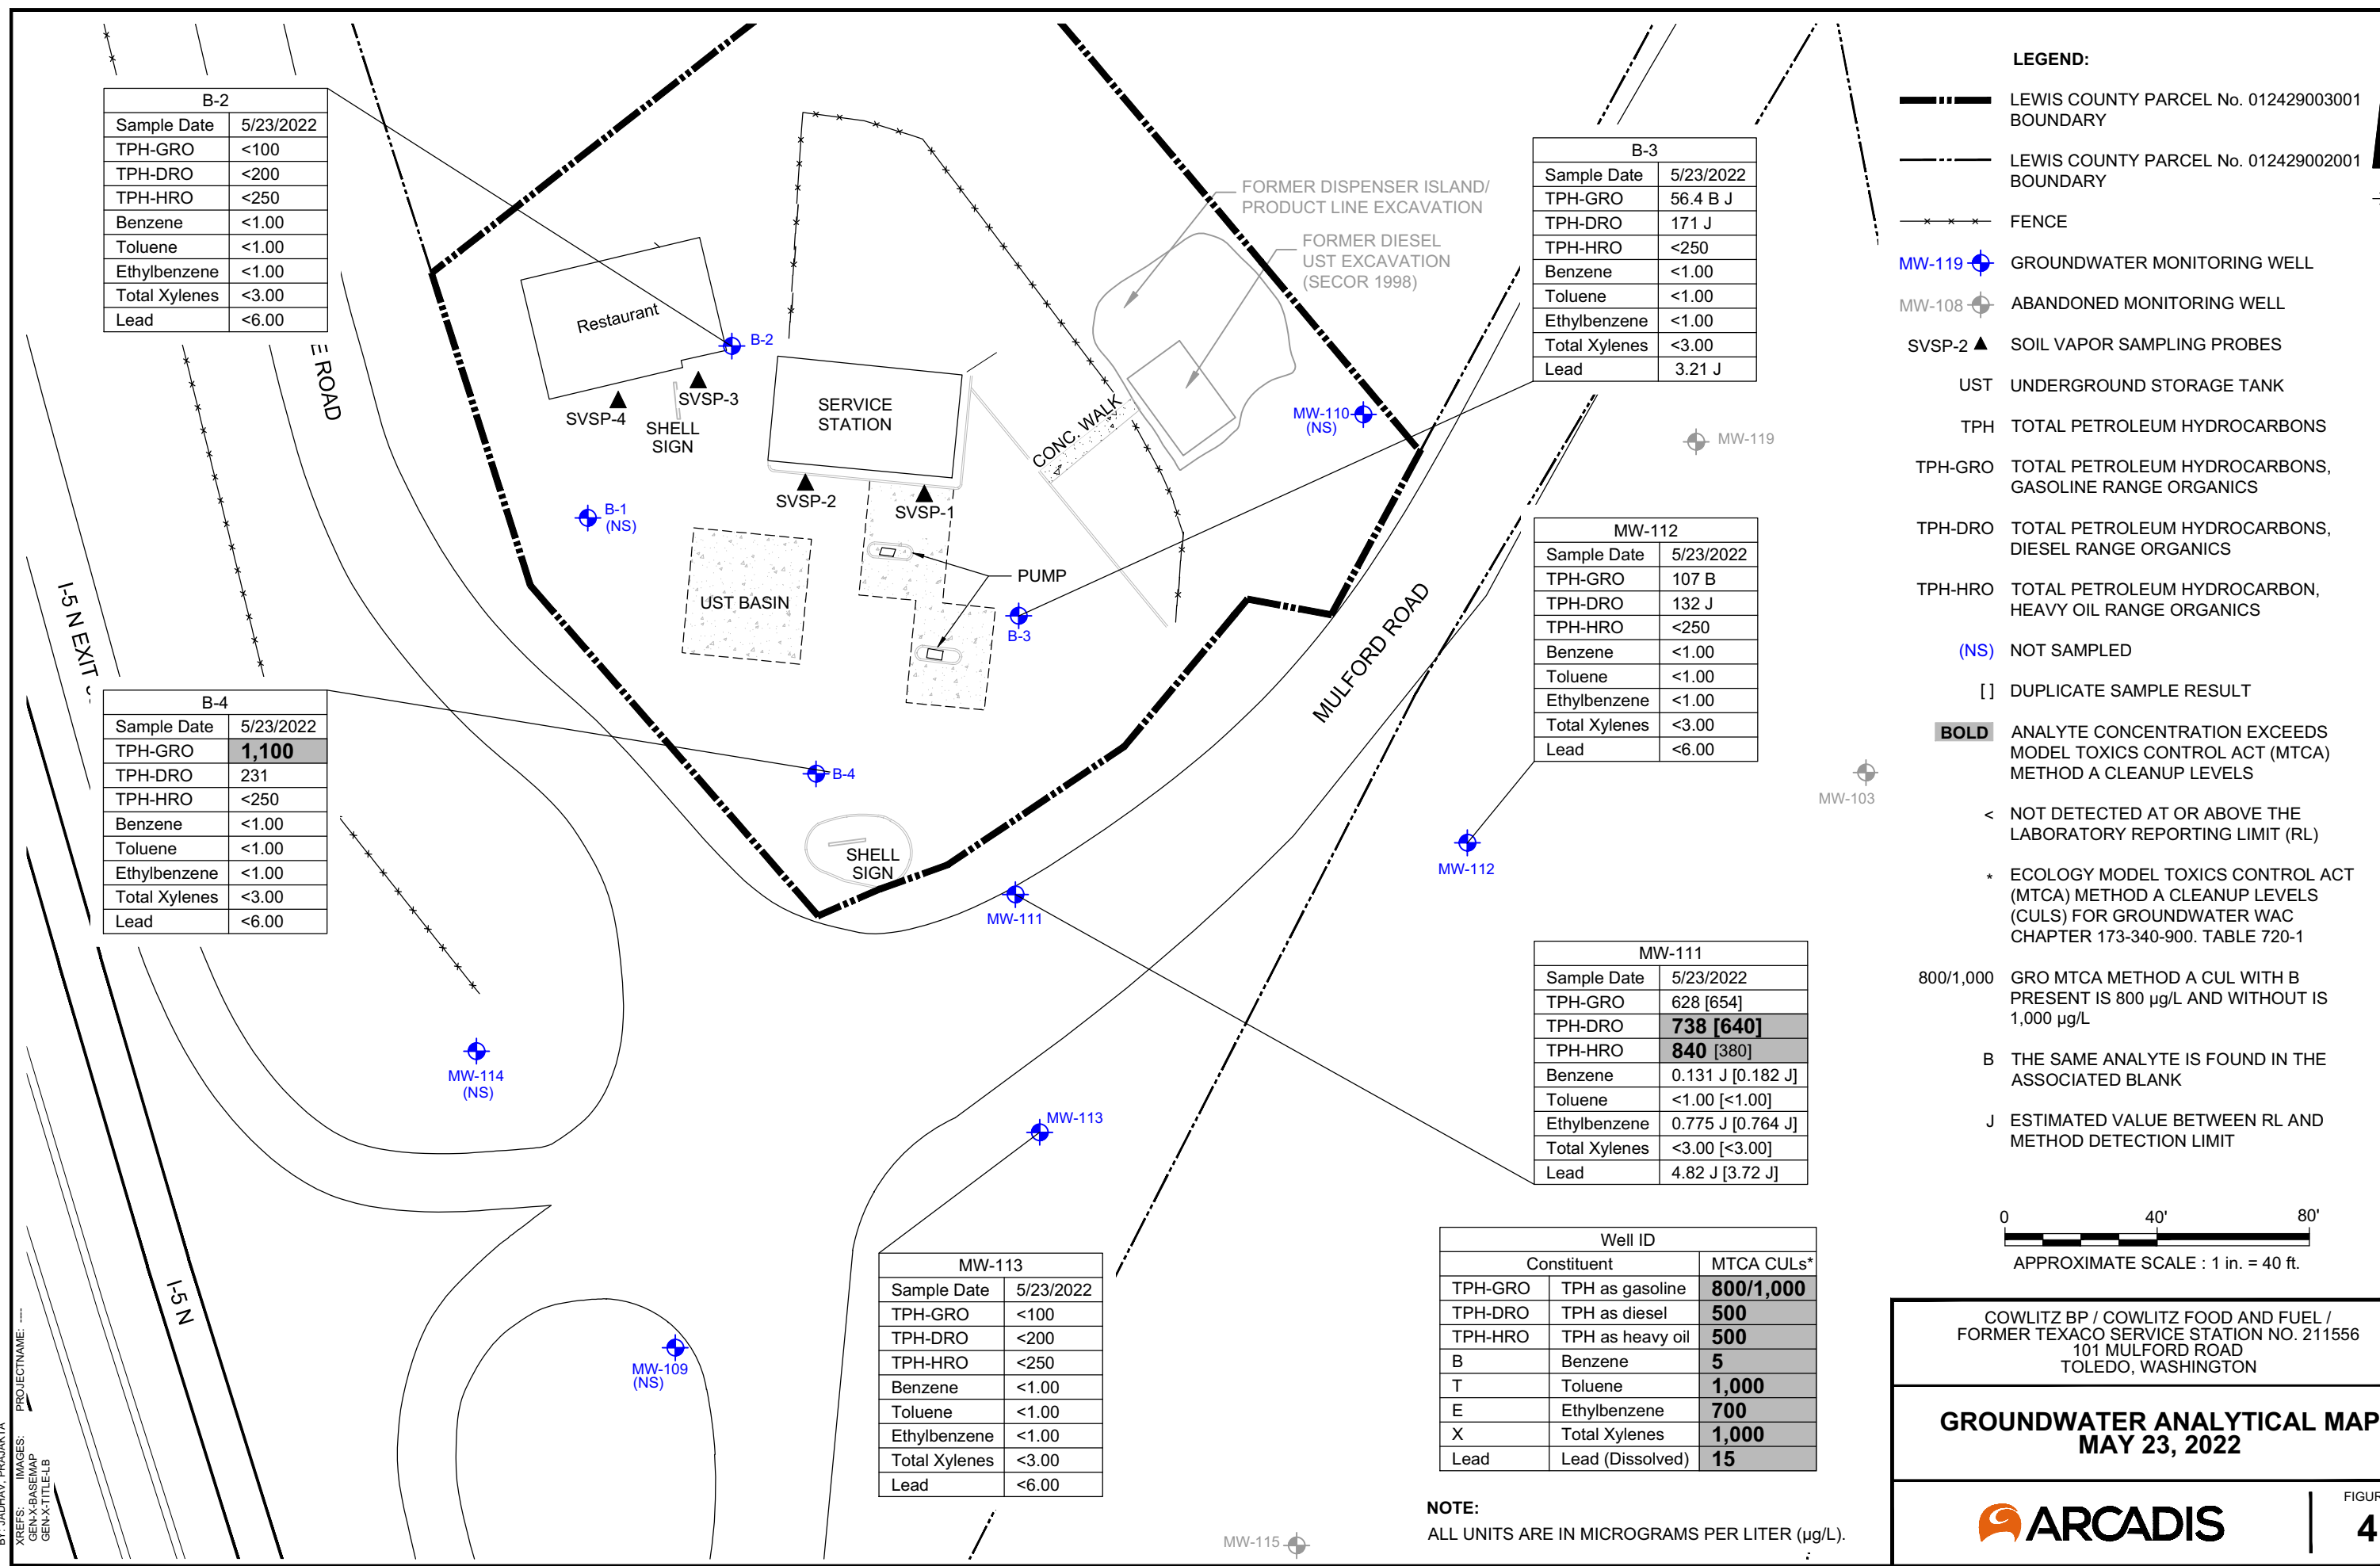 B-2
Sample Date 5/23/2022
TPH-GRO <100
TPH-DRO <200
TPH-HRO <250
Benzene <1.00
Toluene <1.00
Ethylbenzene <1.00
Total Xylenes <3.00
Lead <6.00
E ROAD
I-5 N EXIT
B-4
Sample Date 5/23/2022
TPH-GRO 1,100
TPH-DRO 231
TPH-HRO <250
Benzene <1.00
Toluene <1.00
Ethylbenzene <1.00
Total Xylenes <3.00
Lead <6.00
I-5 N
Restaurant
B-2
SVSP-4
SVSP-3
SHELL
SIGN
SERVICE
STATION
SVSP-2
SVSP-1
B-1
(NS)
UST BASIN
PUMP
B-3
B-4
SHELL
SIGN
CONC. WALK
FORMER DISPENSER ISLAND/
PRODUCT LINE EXCAVATION
FORMER DIESEL
UST EXCAVATION
(SECOR 1998)
MW-110
(NS)
MW-119
MULFORD ROAD
MW-103
MW-112
MW-111
MW-114
(NS)
MW-113
MW-109
(NS)
MW-115
B-3
Sample Date 5/23/2022
TPH-GRO 56.4 B J
TPH-DRO 171 J
TPH-HRO <250
Benzene <1.00
Toluene <1.00
Ethylbenzene <1.00
Total Xylenes <3.00
Lead 3.21 J
MW-112
Sample Date 5/23/2022
TPH-GRO 107 B
TPH-DRO 132 J
TPH-HRO <250
Benzene <1.00
Toluene <1.00
Ethylbenzene <1.00
Total Xylenes <3.00
Lead <6.00
MW-111
Sample Date 5/23/2022
TPH-GRO 628 [654]
TPH-DRO 738 [640]
TPH-HRO 840 [380]
Benzene 0.131 J [0.182 J]
Toluene <1.00 [<1.00]
Ethylbenzene 0.775 J [0.764 J]
Total Xylenes <3.00 [<3.00]
Lead 4.82 J [3.72 J]
MW-113
Sample Date 5/23/2022
TPH-GRO <100
TPH-DRO <200
TPH-HRO <250
Benzene <1.00
Toluene <1.00
Ethylbenzene <1.00
Total Xylenes <3.00
Lead <6.00
Well ID
Constituent MTCA CULs*
TPH-GRO TPH as gasoline 800/1,000
TPH-DRO TPH as diesel 500
TPH-HRO TPH as heavy oil 500
B Benzene 5
T Toluene 1,000
E Ethylbenzene 700
X Total Xylenes 1,000
Lead Lead (Dissolved) 15
NOTE:
ALL UNITS ARE IN MICROGRAMS PER LITER (µg/L).
LEGEND:
LEWIS COUNTY PARCEL No. 012429003001
BOUNDARY
LEWIS COUNTY PARCEL No. 012429002001
BOUNDARY
FENCE
MW-119 GROUNDWATER MONITORING WELL
MW-108 ABANDONED MONITORING WELL
SVSP-2 SOIL VAPOR SAMPLING PROBES
UST UNDERGROUND STORAGE TANK
TPH TOTAL PETROLEUM HYDROCARBONS
TPH-GRO TOTAL PETROLEUM HYDROCARBONS,
GASOLINE RANGE ORGANICS
TPH-DRO TOTAL PETROLEUM HYDROCARBONS,
DIESEL RANGE ORGANICS
TPH-HRO TOTAL PETROLEUM HYDROCARBON,
HEAVY OIL RANGE ORGANICS
(NS) NOT SAMPLED
[ ] DUPLICATE SAMPLE RESULT
BOLD ANALYTE CONCENTRATION EXCEEDS
MODEL TOXICS CONTROL ACT (MTCA)
METHOD A CLEANUP LEVELS
< NOT DETECTED AT OR ABOVE THE
LABORATORY REPORTING LIMIT (RL)
* ECOLOGY MODEL TOXICS CONTROL ACT
(MTCA) METHOD A CLEANUP LEVELS
(CULS) FOR GROUNDWATER WAC
CHAPTER 173-340-900. TABLE 720-1
800/1,000 GRO MTCA METHOD A CUL WITH B
PRESENT IS 800 µg/L AND WITHOUT IS
1,000 µg/L
B THE SAME ANALYTE IS FOUND IN THE
ASSOCIATED BLANK
J ESTIMATED VALUE BETWEEN RL AND
METHOD DETECTION LIMIT
0 40' 80'
APPROXIMATE SCALE : 1 in. = 40 ft.
COWLITZ BP / COWLITZ FOOD AND FUEL /
FORMER TEXACO SERVICE STATION NO. 211556
101 MULFORD ROAD
TOLEDO, WASHINGTON
GROUNDWATER ANALYTICAL MAP
MAY 23, 2022
ARCADIS
FIGUR
4
XREFS: IMAGES: PROJECTNAME: ----
GEN-X-BASEMAP
GEN-X-TITLE-LB